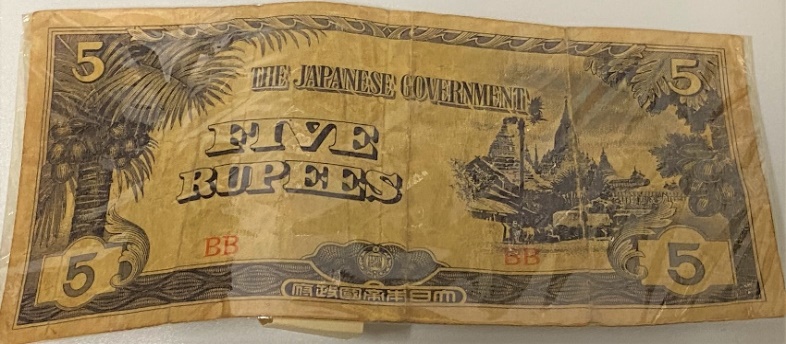 5
5
THE JAPANESE GOVERNMENT
FIVE
RUPEES
BB
BB
5
5
大日本帝國政府